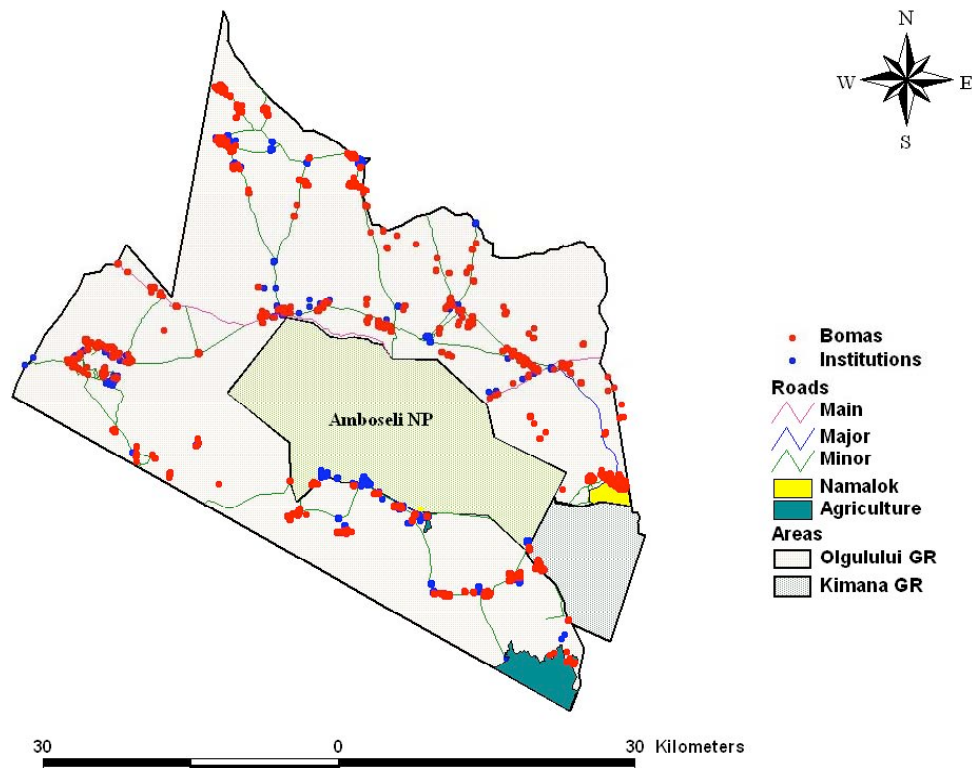 N
W E
S
Amboseli NP
Bomas
Institutions
Roads
Main
Major
Minor
Namalok
Agriculture
Areas
Olgulului GR
Kimana GR
30 0 30 Kilometers